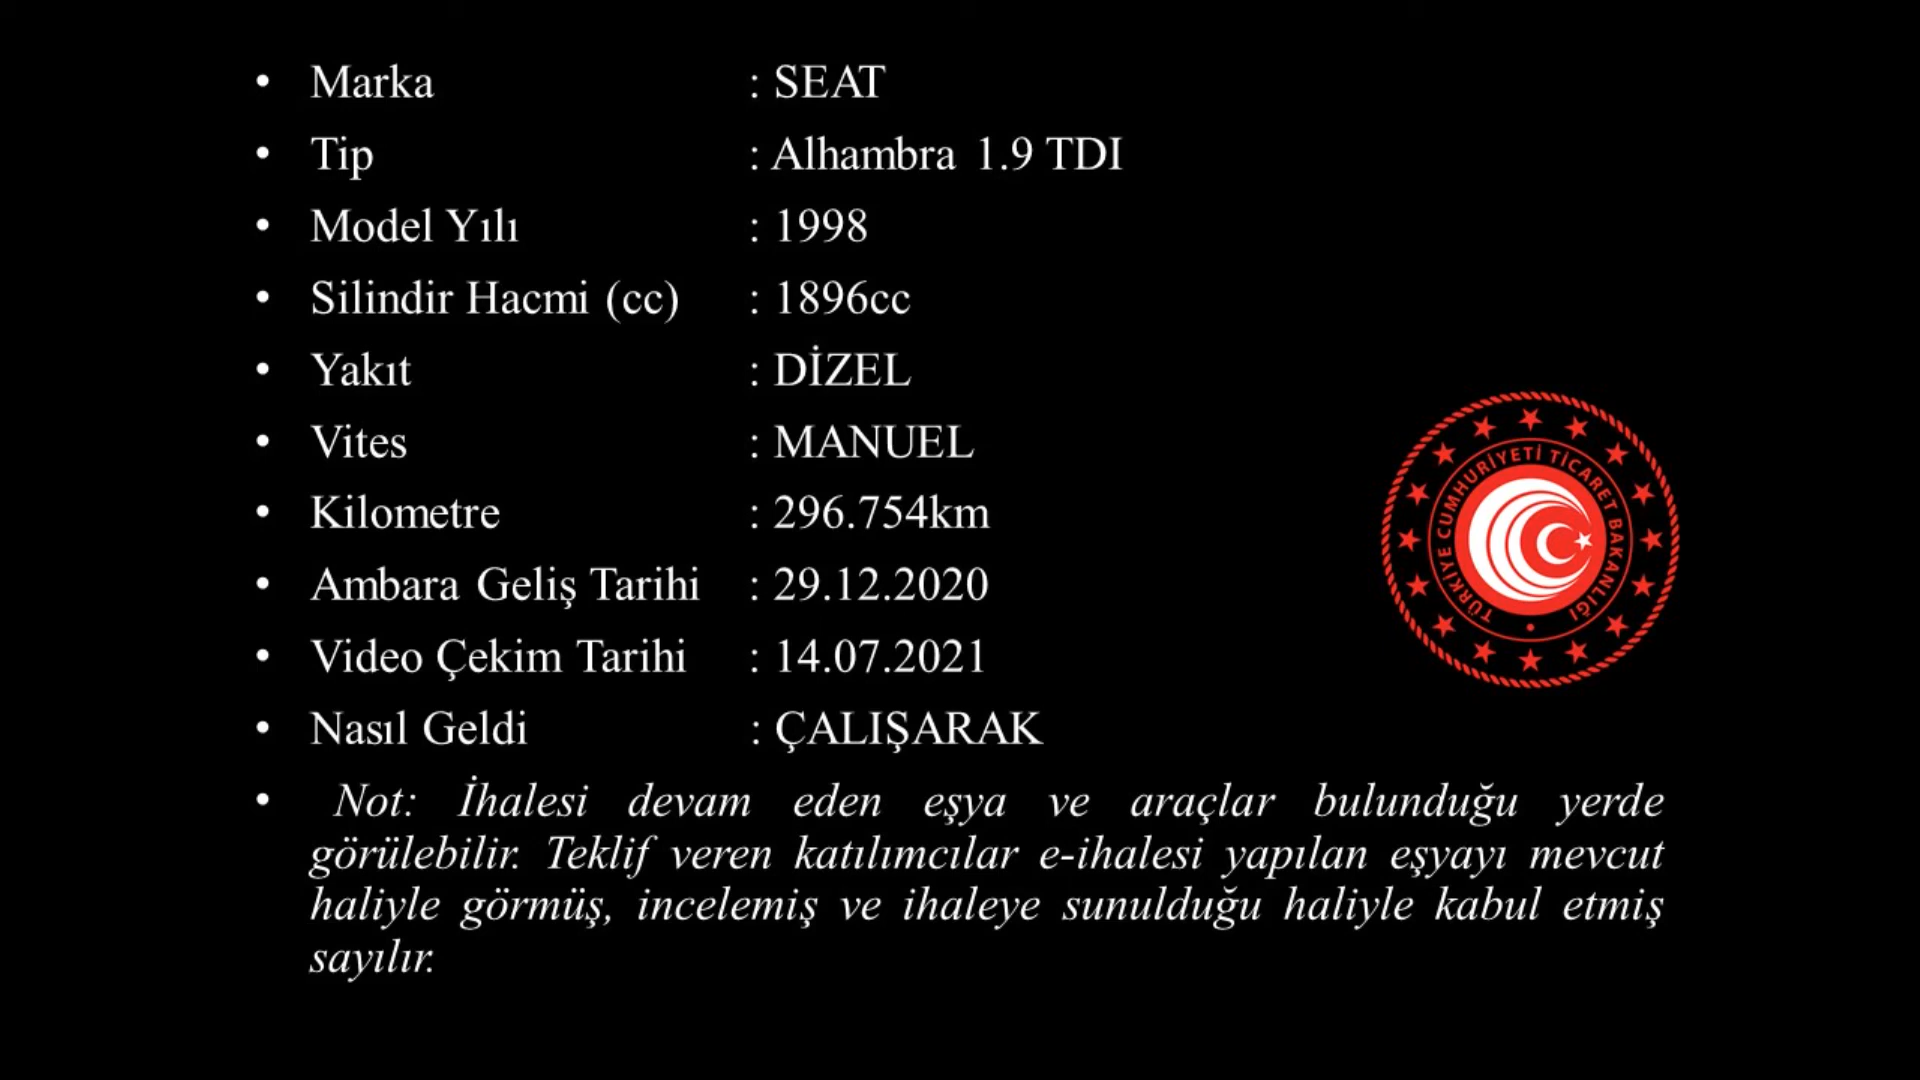 • Marka : SEAT
• Tip : Alhambra 1.9 TDI
• Model Yılı : 1998
• Silindir Hacmi (cc) : 1896cc
• Yakıt : DİZEL
• Vites : MANUEL
• Kilometre : 296.754km
• Ambara Geliş Tarihi : 29.12.2020
• Video Çekim Tarihi : 14.07.2021
• Nasıl Geldi : ÇALIŞARAK
• Not: İhalesi devam eden eşya ve araçlar bulunduğu yerde
görülebilir. Teklif veren katılımcılar e-ihalesi yapılan eşyayı mevcut
haliyle görmüş, incelemiş ve ihaleye sunulduğu haliyle kabul etmiş
sayılır.
TÜRKİYE CUMHURİYETİ TİCARET BAKANLIĞI